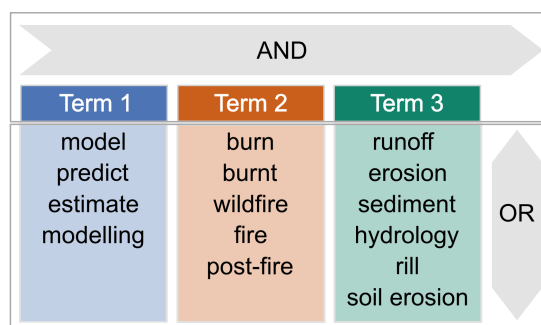 AND
Term 1
Term 2
Term 3
model
predict
estimate
modelling
burn
burnt
wildfire
fire
post-fire
runoff
erosion
sediment
hydrology
rill
soil erosion
OR